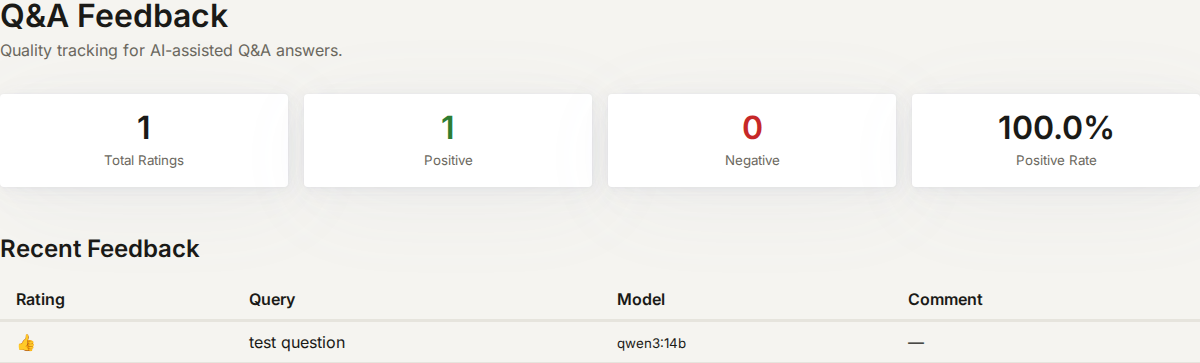 Q&A Feedback
Quality tracking for AI-assisted Q&A answers.
1 1 0 100.0%
Total Ratings Positive Negative Positive Rate
Recent Feedback
Rating Query Model Comment
👍 test question qwen3:14b —